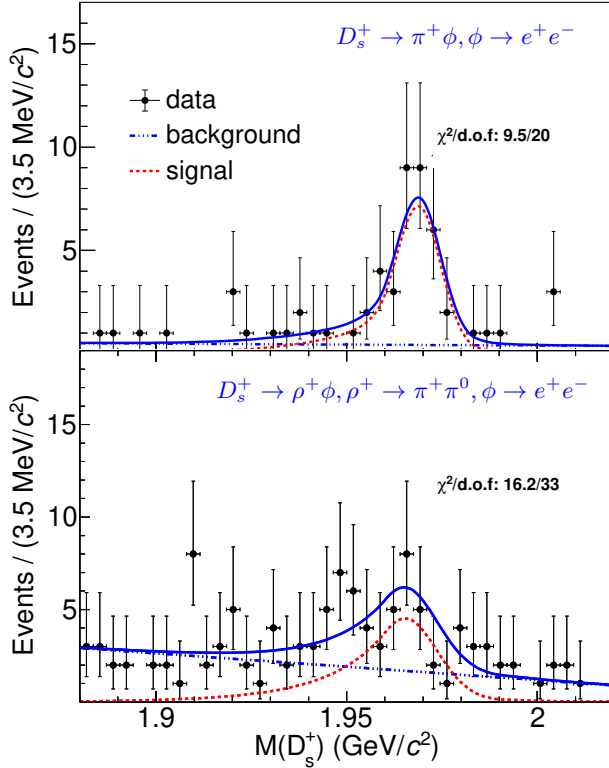 D_s^+ → π^+ φ, φ → e^+ e^-
15
data
background
χ²/d.o.f: 9.5/20
signal
10
5
Events / (3.5 MeV/c²)
D_s^+ → ρ^+ φ, ρ^+ → π^+ π^0, φ → e^+ e^-
15
χ²/d.o.f: 16.2/33
10
5
Events / (3.5 MeV/c²)
1.9 1.95 2
M(D_s^+) (GeV/c²)